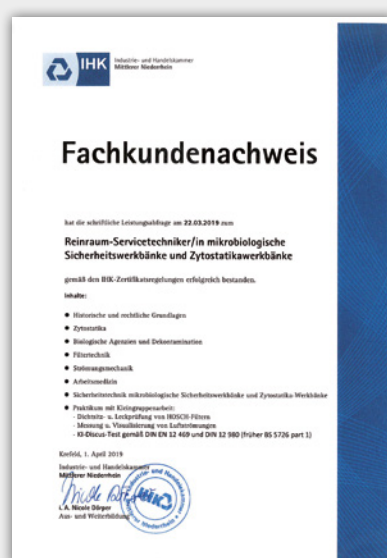 IHK
Industrie- und Handelskammer
Mittlerer Niederrhein
Fachkundenachweis
hat die schriftliche Leistungsabfrage am 22.03.2019 zum
Reinraum-Servicetechniker/in mikrobiologische
Sicherheitswerkbänke und Zytostatikawerkbänke
gemäß den IHK-Zertifikatsregelungen erfolgreich bestanden.
Inhalte:
● Historische und rechtliche Grundlagen
● Zytostatika
● Biologische Agenzien und Dekontamination
● Filtertechnik
● Strömungsmechanik
● Arbeitsmedizin
● Sicherheitstechnik mikrobiologische Sicherheitswerkbänke und Zytostatika-Werkbänke
● Praktikum mit Kleingruppenarbeit:
- Dichtsitz- u. Leckprüfung von HOSCH-Filtern
- Messung u. Visualisierung von Luftströmungen
- KI-Discus-Test gemäß DIN EN 12 469 und DIN 12 980 (früher BS 5726 part 1)
Krefeld, 1. April 2019
Industrie- und Handelskammer
Mittlerer Niederrhein
i. A. Nicole Dörper
Aus- und Weiterbildung
IHK